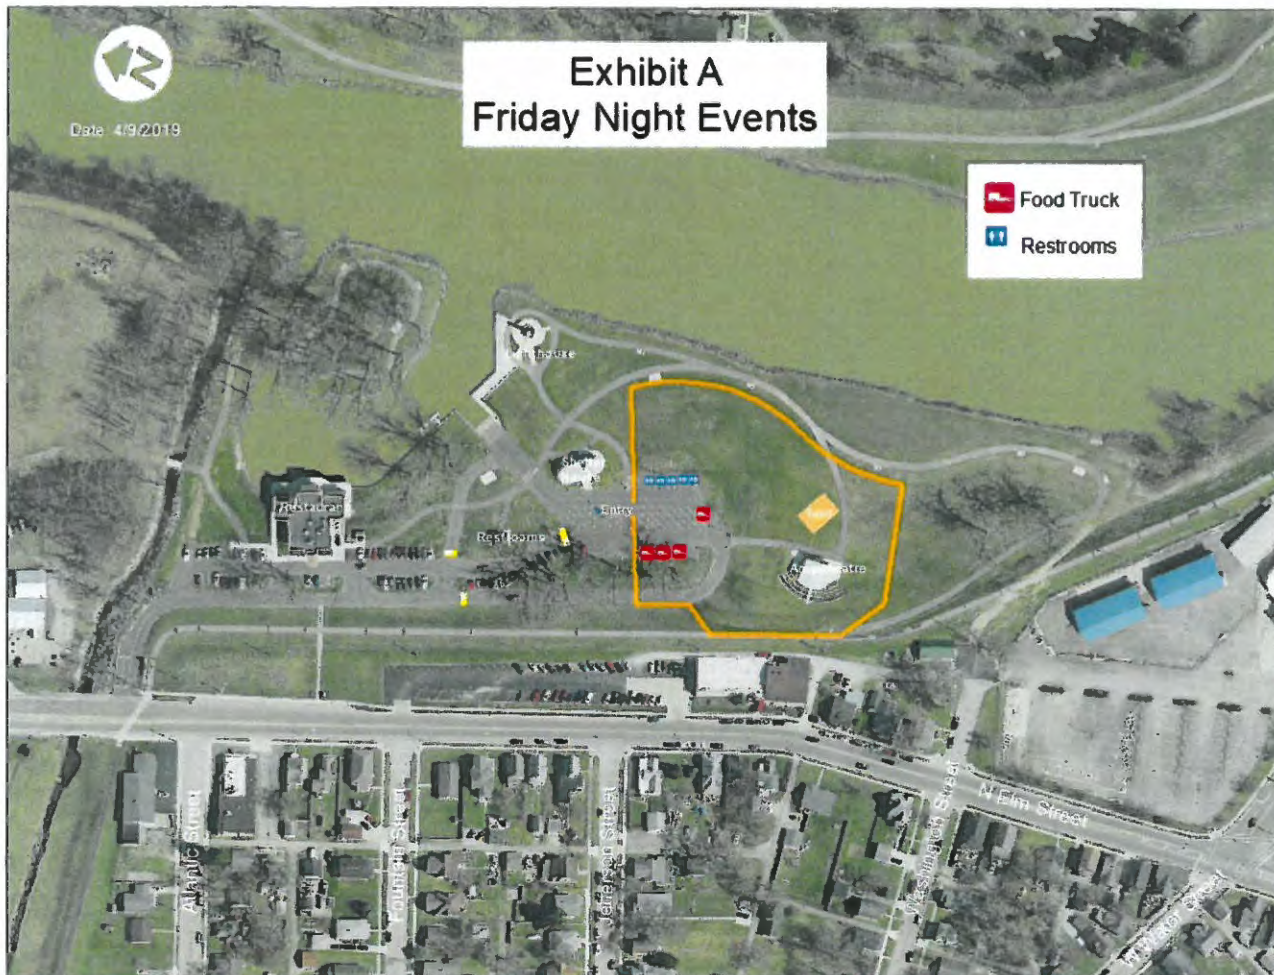 Exhibit A
Friday Night Events
N
Date: 4/9/2019
Food Truck
Restrooms
Lighthouse
Entry
Restaurant
Restrooms
N Elm Street
Atlantic Street
Fountain Street
Jefferson Street
Washington Street